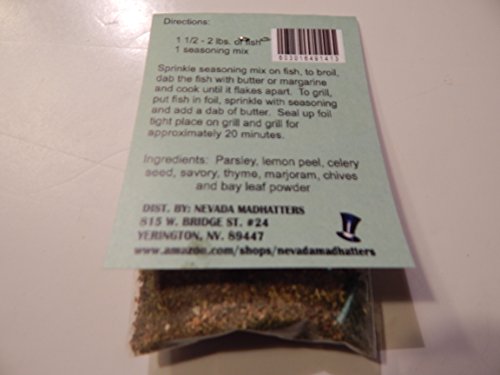 Directions:
1 1/2 - 2 lbs. of fish
1 seasoning mix
603016491413
Sprinkle seasoning mix on fish, to broil,
dab the fish with butter or margarine
and cook until it flakes apart. To grill,
put fish in foil, sprinkle with seasoning
and add a dab of butter. Seal up foil
tight place on grill and grill for
approximately 20 minutes.
Ingredients: Parsley, lemon peel, celery
seed, savory, thyme, marjoram, chives
and bay leaf powder
DIST. BY: NEVADA MADHATTERS
815 W. BRIDGE ST. #24
YERINGTON, NV. 89447
www.amazon.com/shops/nevadamadhatters